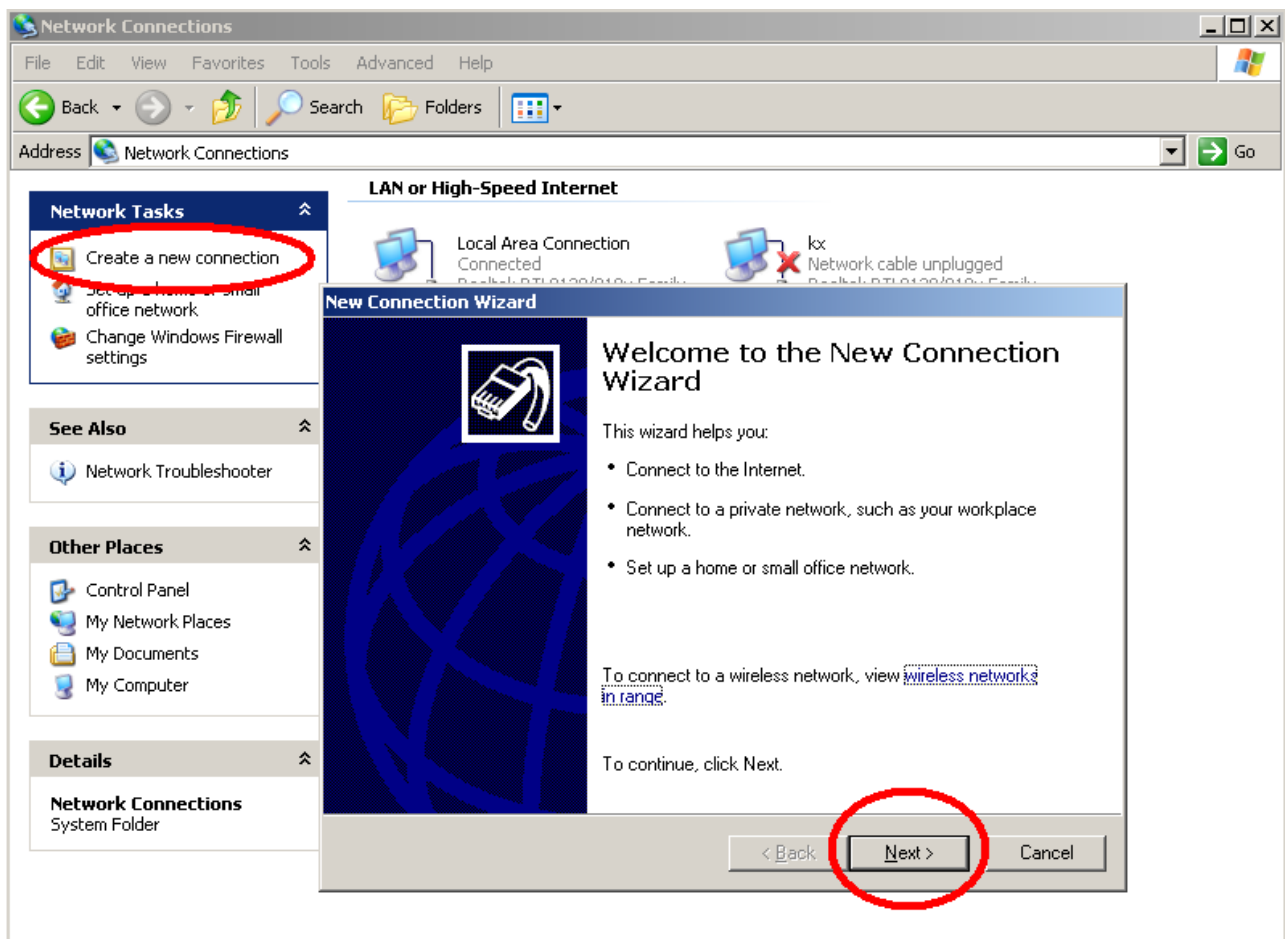 Network Connections
File Edit View Favorites Tools Advanced Help
Back Search Folders
Address Network Connections Go
Network Tasks
Create a new connection
Set up a home or small
office network
Change Windows Firewall
settings
See Also
Network Troubleshooter
Other Places
Control Panel
My Network Places
My Documents
My Computer
Details
Network Connections
System Folder
LAN or High-Speed Internet
Local Area Connection
Connected
kx
Network cable unplugged
New Connection Wizard
Welcome to the New Connection
Wizard
This wizard helps you:
• Connect to the Internet.
• Connect to a private network, such as your workplace
network.
• Set up a home or small office network.
To connect to a wireless network, view wireless networks
in range.
To continue, click Next.
< Back Next > Cancel